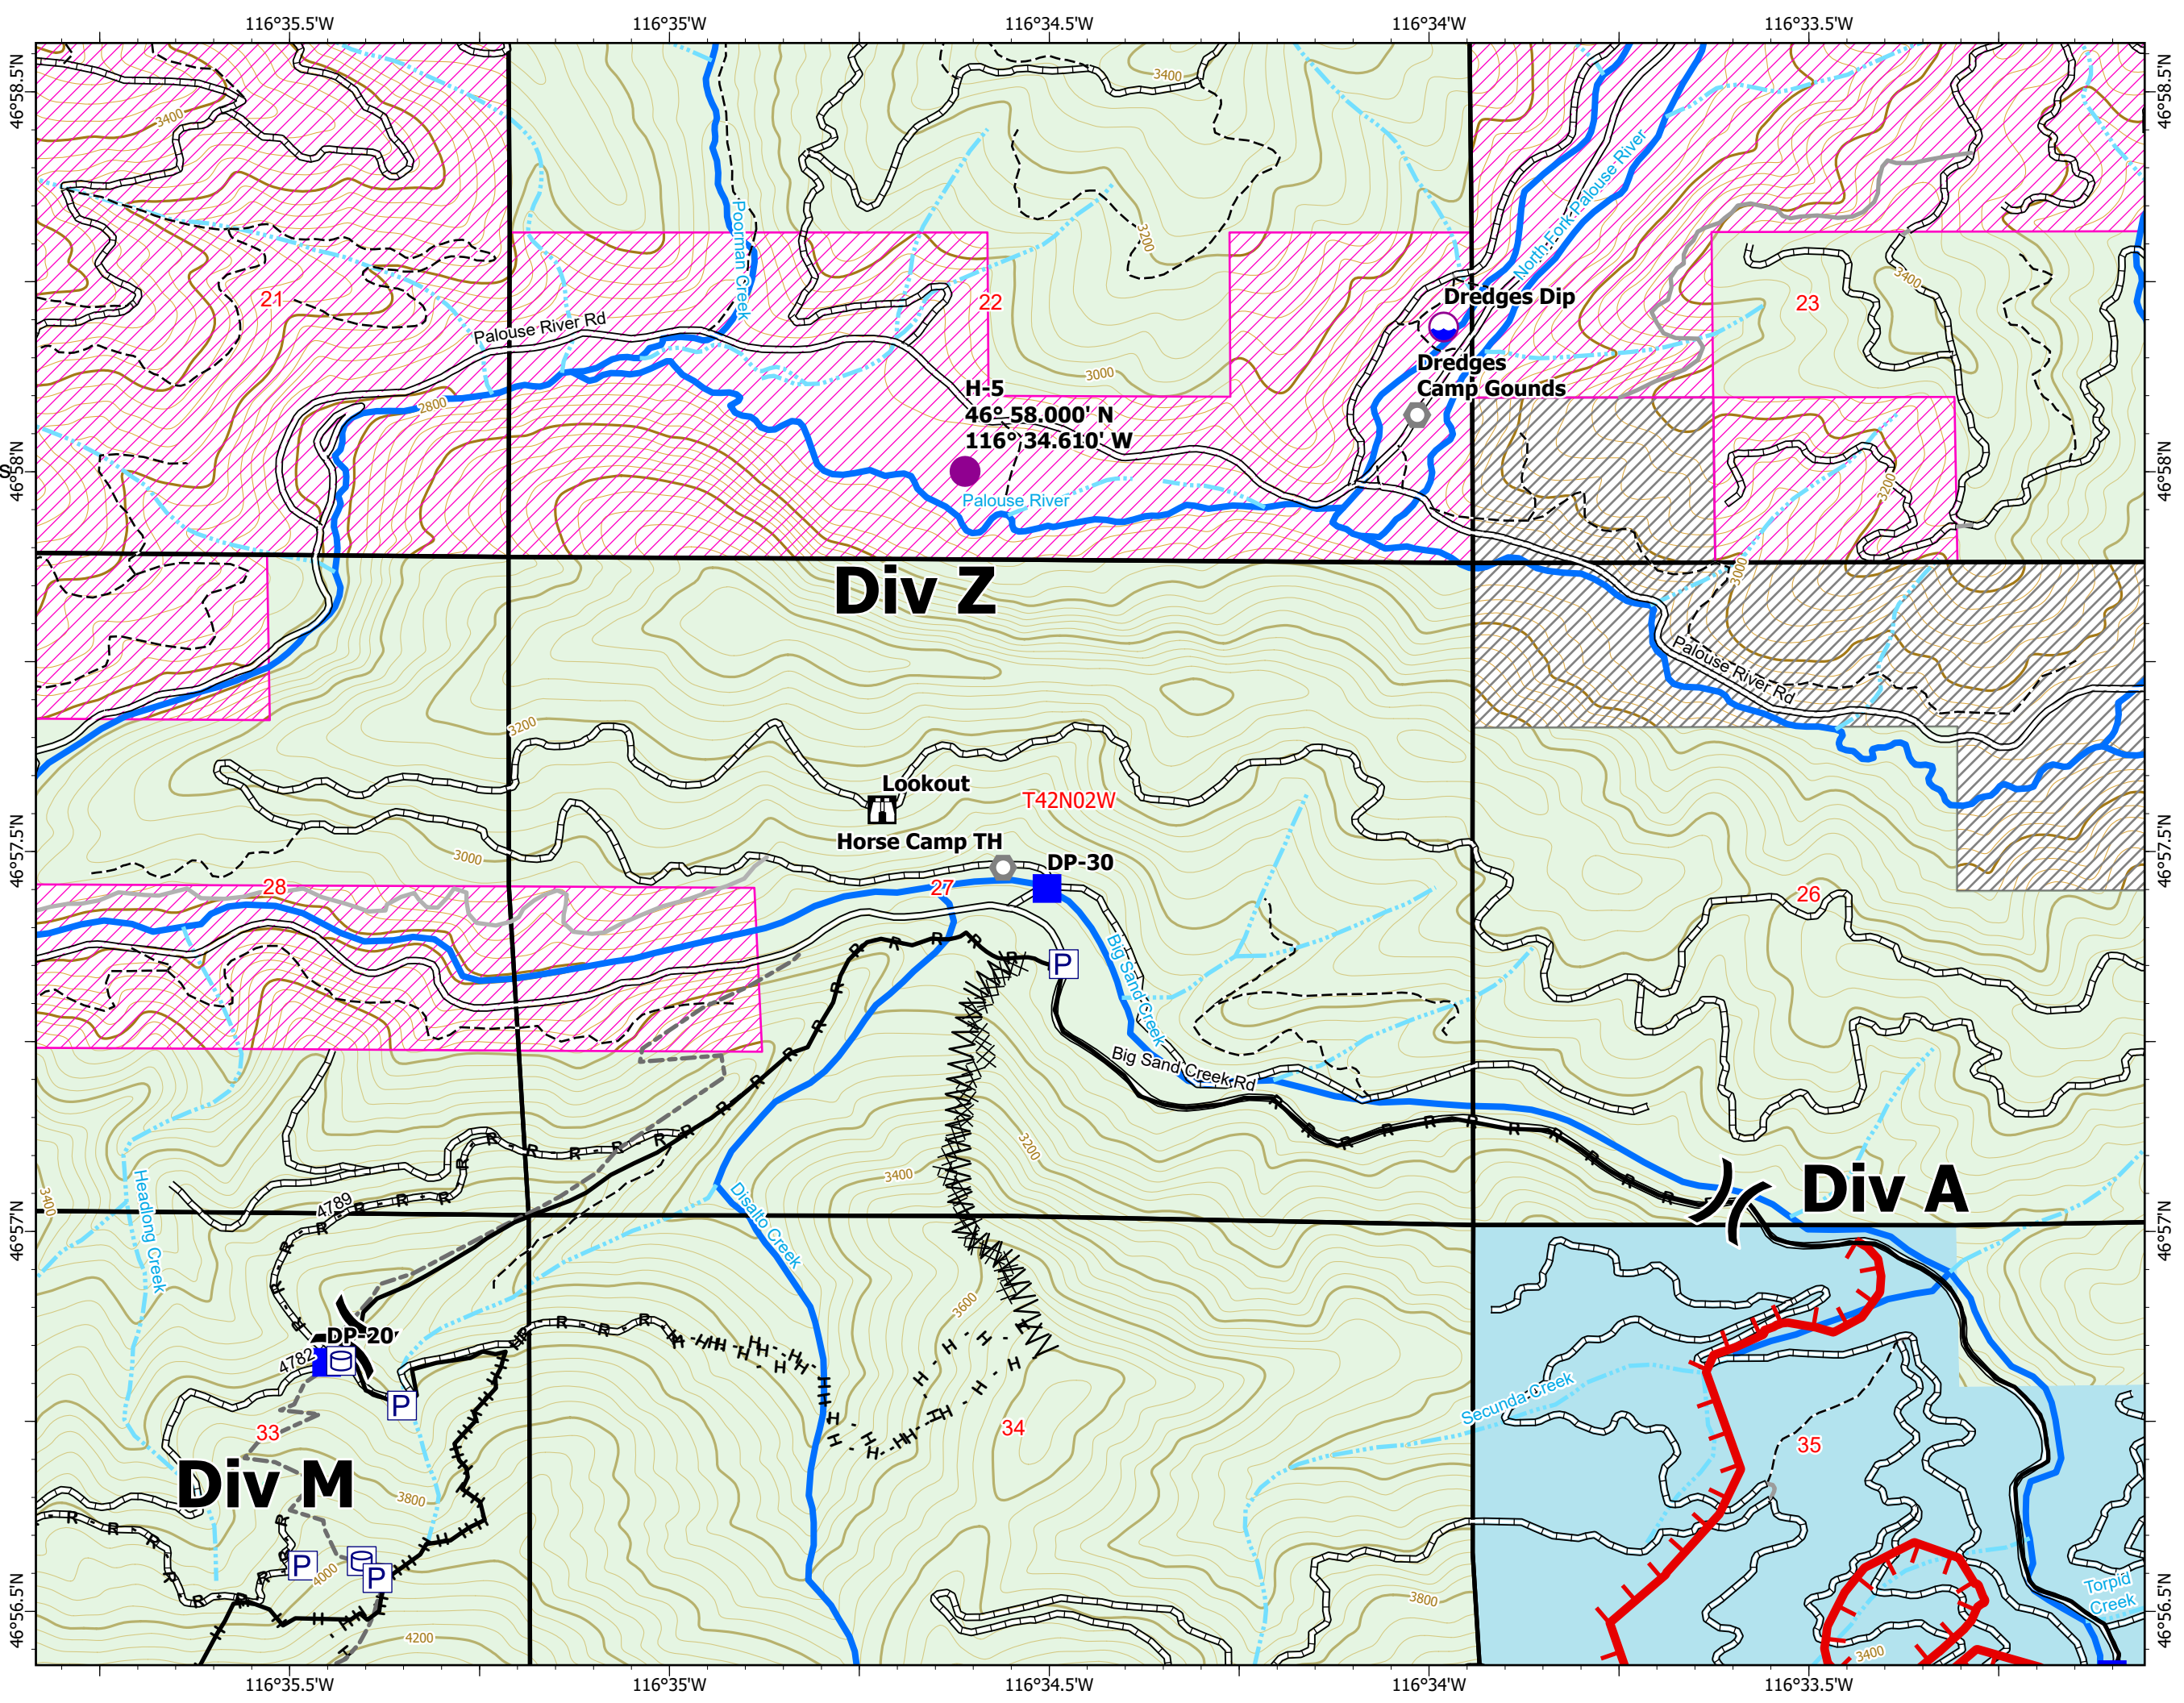 116°35.5'W
116°35'W
116°34.5'W
116°34'W
116°33.5'W
46°58.5'N
46°58.5'N
3400
3400
Poorman Creek
North Fork Palouse River
3200
21
22
23
3400
Dredges Dip
Palouse River Rd
Dredges
Camp Gounds
3000
2800
H-5
46° 58.000' N
116° 34.610' W
46°58'N
46°58'N
S
Palouse River
3200
3000
Div Z
Palouse River Rd
3200
Lookout
T42N02W
Horse Camp TH
DP-30
46°57.5'N
46°57.5'N
3000
28
27
26
Big Sand Creek
P
Big Sand Creek Rd
3200
3400
3400
4789
Headlong Creek
Disalto Creek
Div A
46°57'N
46°57'N
3600
DP-20
4782
P
Secunda Creek
33
34
35
Div M
3800
P
4000
P
3800
Torpid
Creek
46°56.5'N
46°56.5'N
4200
3400
116°35.5'W
116°35'W
116°34.5'W
116°34'W
116°33.5'W